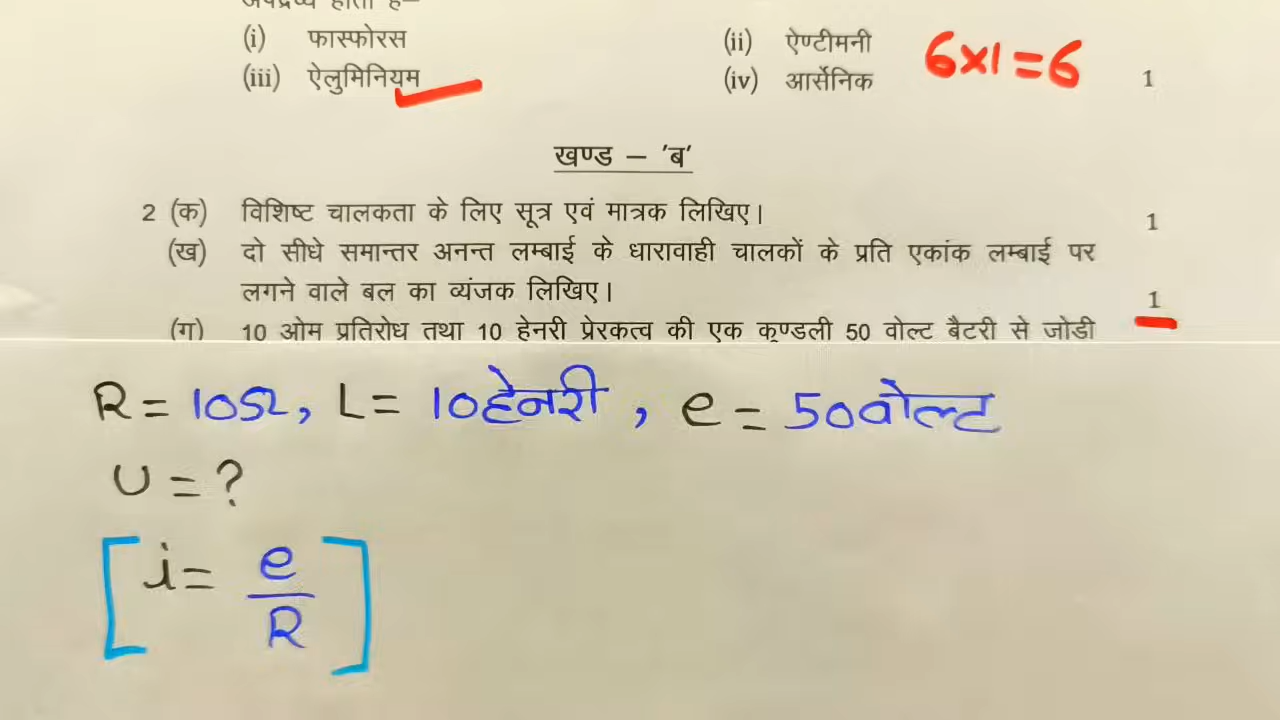 अपद्रव्य होता है–
(i) फास्फोरस (ii) ऐण्टीमनी 6×1=6
(iii) ऐलुमिनियम (iv) आर्सेनिक 1
खण्ड – 'ब'
2 (क) विशिष्ट चालकता के लिए सूत्र एवं मात्रक लिखिए। 1
(ख) दो सीधे समान्तर अनन्त लम्बाई के धारावाही चालकों के प्रति एकांक लम्बाई पर
लगने वाले बल का व्यंजक लिखिए। 1
(ग) 10 ओम प्रतिरोध तथा 10 हेनरी प्रेरकत्व की एक कुण्डली 50 वोल्ट बैटरी से जोडी
R = 10Ω, L = 10हेनरी, e = 50वोल्ट
U = ?
[i = e/R]